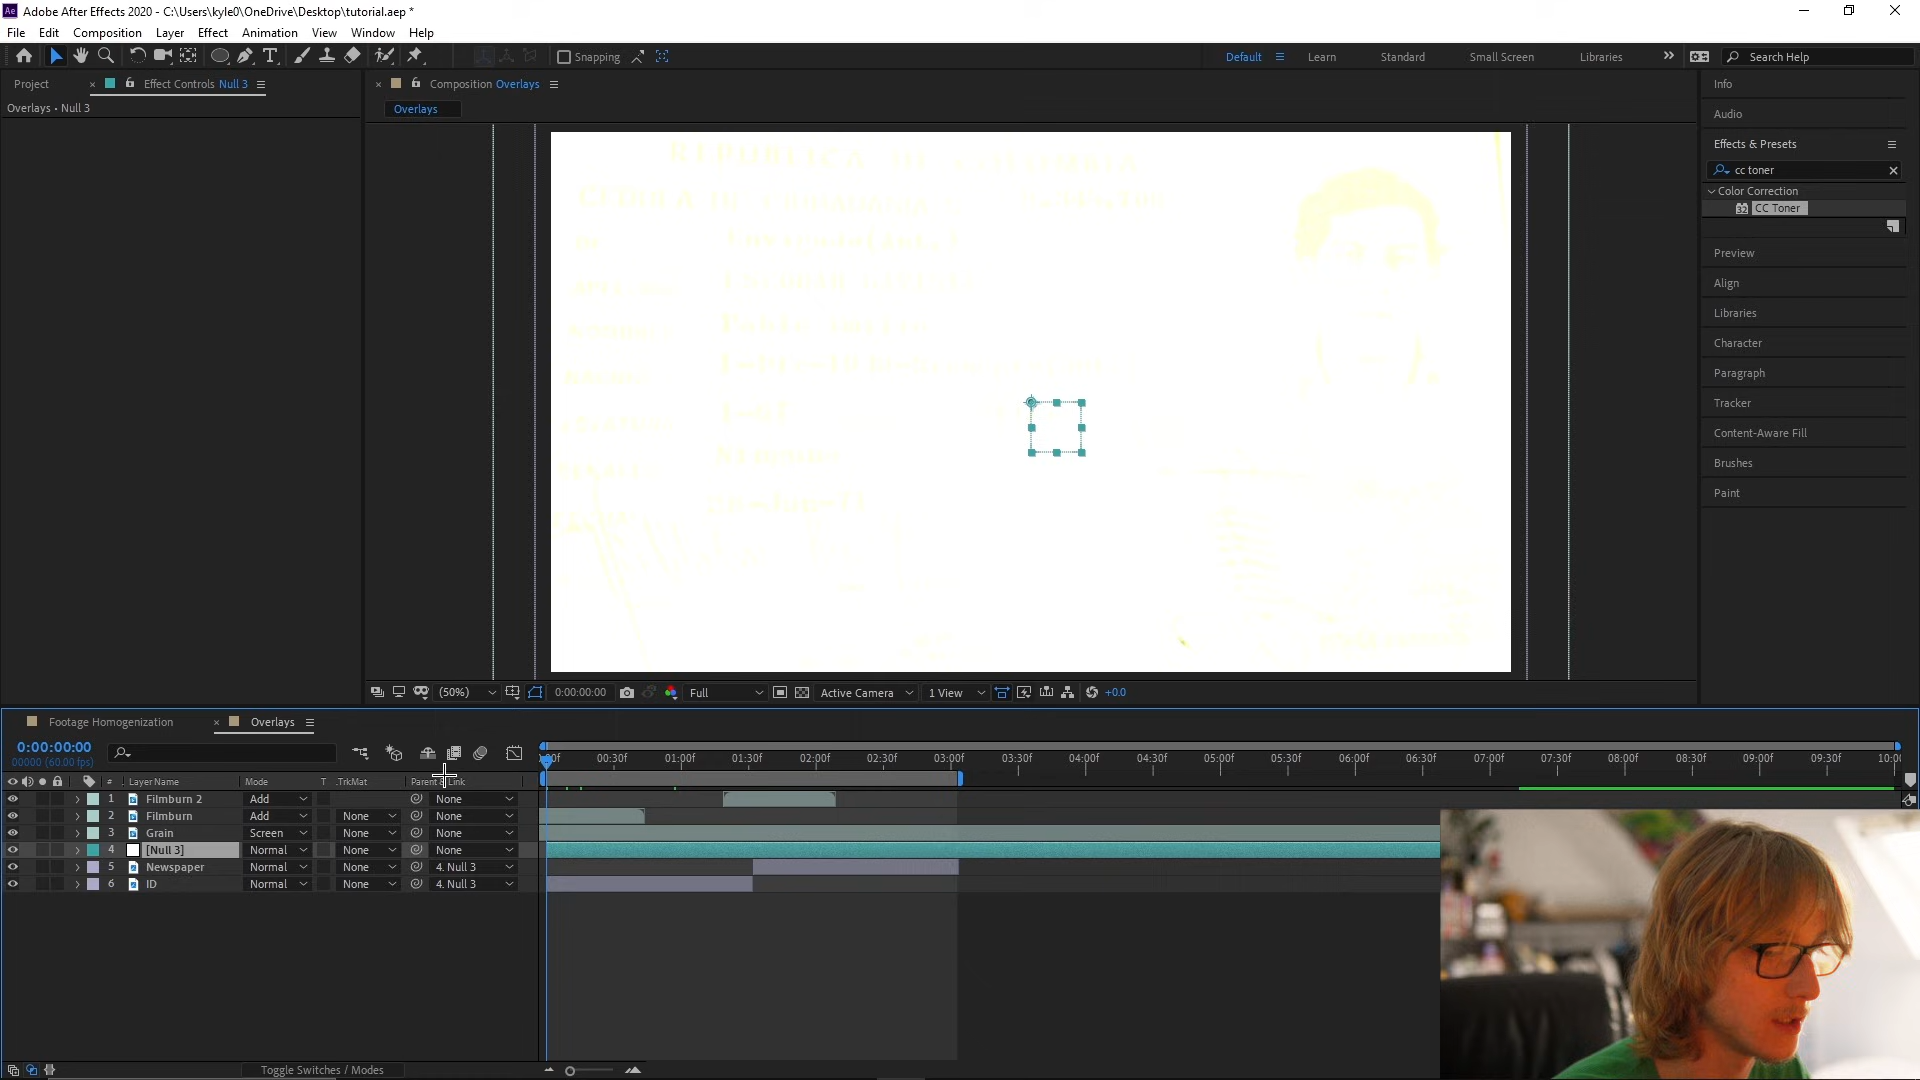 Adobe After Effects 2020 - C:\Users\kyle0\OneDrive\Desktop\tutorial.aep *
File Edit Composition Layer Effect Animation View Window Help
Snapping Default Learn Standard Small Screen Libraries Search Help
Project Effect Controls Null 3
Overlays • Null 3
Composition Overlays
Overlays
Info
Audio
Effects & Presets
cc toner
Color Correction
32 CC Toner
Preview
Align
Libraries
Character
Paragraph
Tracker
Content-Aware Fill
Brushes
Paint
REPUBLICA DE COLOMBIA
(50%) 0:00:00:00 Full Active Camera 1 View +0.0
Footage Homogenization Overlays
0:00:00:00
00000 (60.00 fps)
00:30f 01:00f 01:30f 02:00f 02:30f 03:00f 03:30f 04:00f 04:30f 05:00f 05:30f 06:00f 06:30f 07:00f 07:30f 08:00f 08:30f 09:00f 09:30f 10:00
# Layer Name Mode T .TrkMat Parent & Link
1 Filmburn 2 Add None
2 Filmburn Add None None
3 Grain Screen None None
4 [Null 3] Normal None None
5 Newspaper Normal None 4. Null 3
6 ID Normal None 4. Null 3
Toggle Switches / Modes